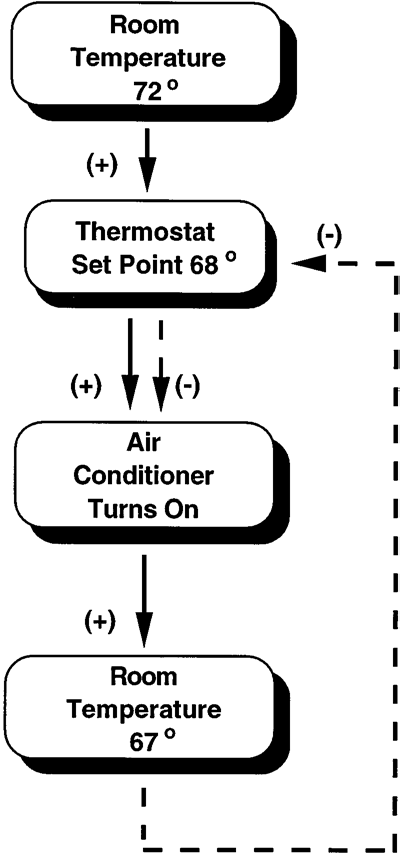 Room
Temperature
72°
(+)
Thermostat
Set Point 68°
(-)
(+) (-)
Air
Conditioner
Turns On
(+)
Room
Temperature
67°